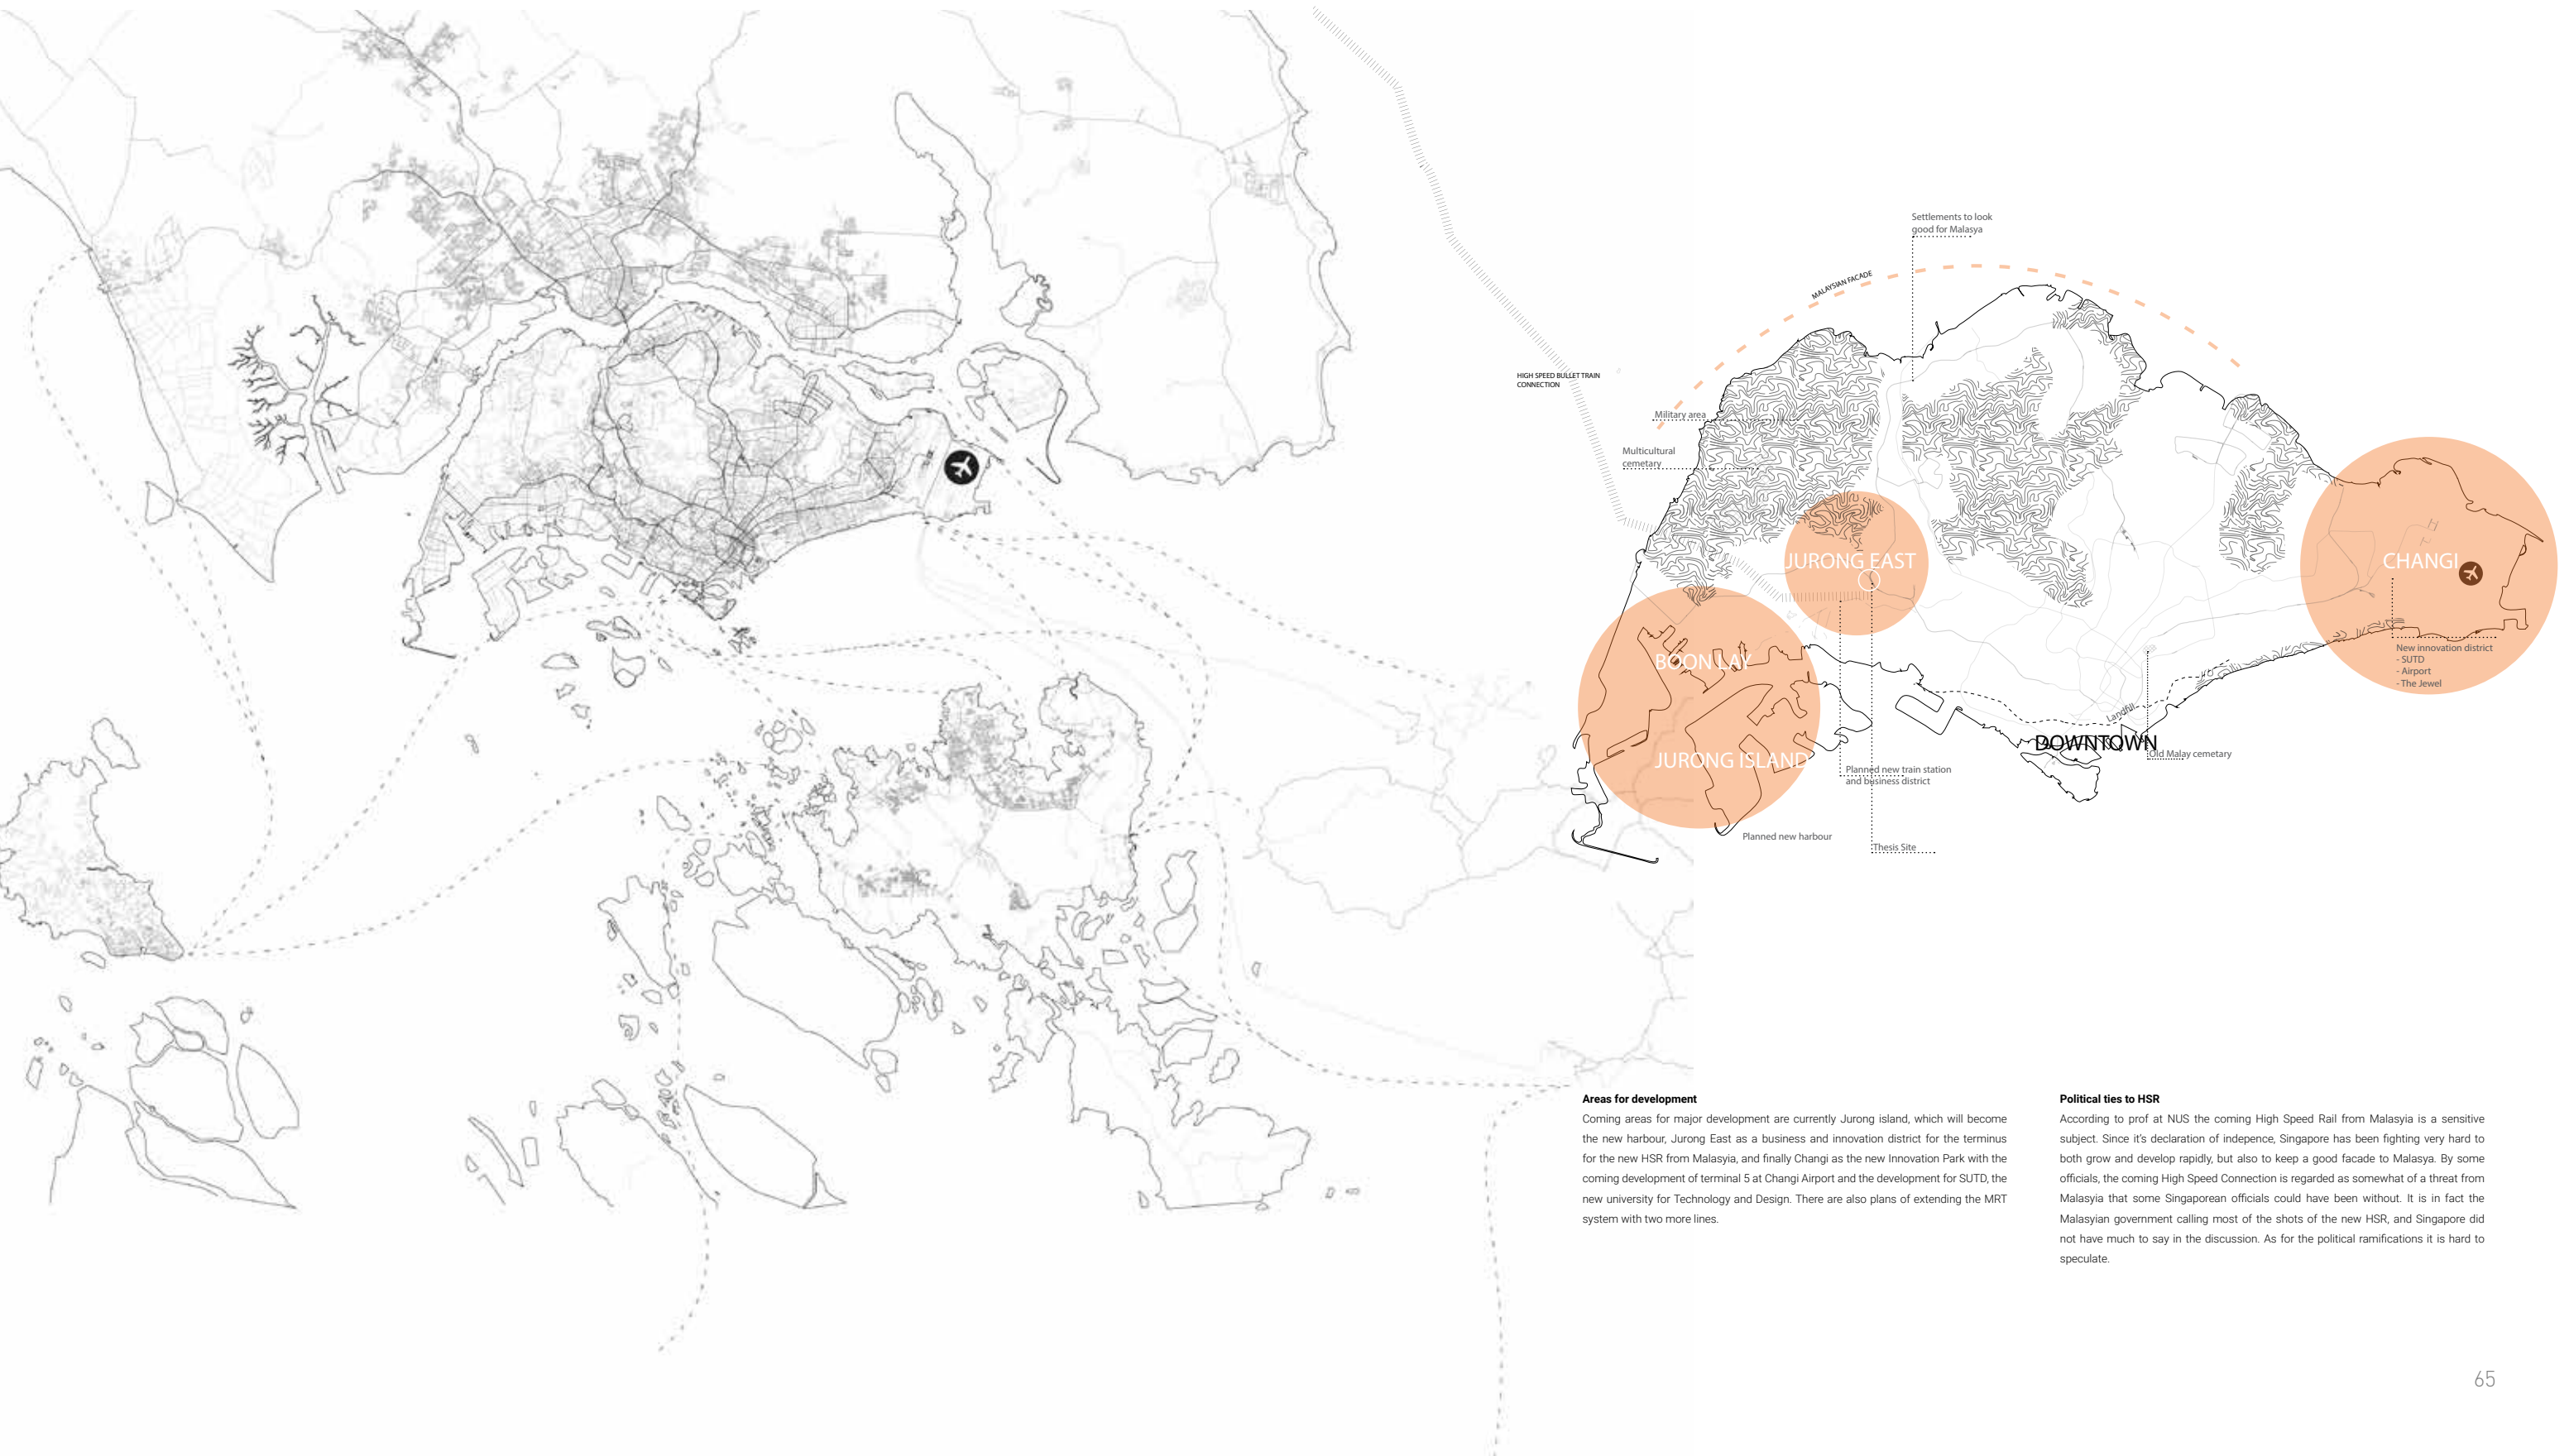 Settlements to look
good for Malasya
MALAYSIAN FACADE
HIGH SPEED BULLET TRAIN
CONNECTION
Military area
Multicultural
cemetary
JURONG EAST
CHANGI
BOON LAY
New innovation district
- SUTD
- Airport
- The Jewel
Landfill
DOWNTOWN
Old Malay cemetary
JURONG ISLAND
Planned new train station
and business district
Planned new harbour
Thesis Site
Areas for development
Coming areas for major development are currently Jurong island, which will become
the new harbour, Jurong East as a business and innovation district for the terminus
for the new HSR from Malasyia, and finally Changi as the new Innovation Park with the
coming development of terminal 5 at Changi Airport and the development for SUTD, the
new university for Technology and Design. There are also plans of extending the MRT
system with two more lines.
Political ties to HSR
According to prof at NUS the coming High Speed Rail from Malasyia is a sensitive
subject. Since it's declaration of indepence, Singapore has been fighting very hard to
both grow and develop rapidly, but also to keep a good facade to Malasya. By some
officials, the coming High Speed Connection is regarded as somewhat of a threat from
Malasyia that some Singaporean officials could have been without. It is in fact the
Malasyian government calling most of the shots of the new HSR, and Singapore did
not have much to say in the discussion. As for the political ramifications it is hard to
speculate.
65